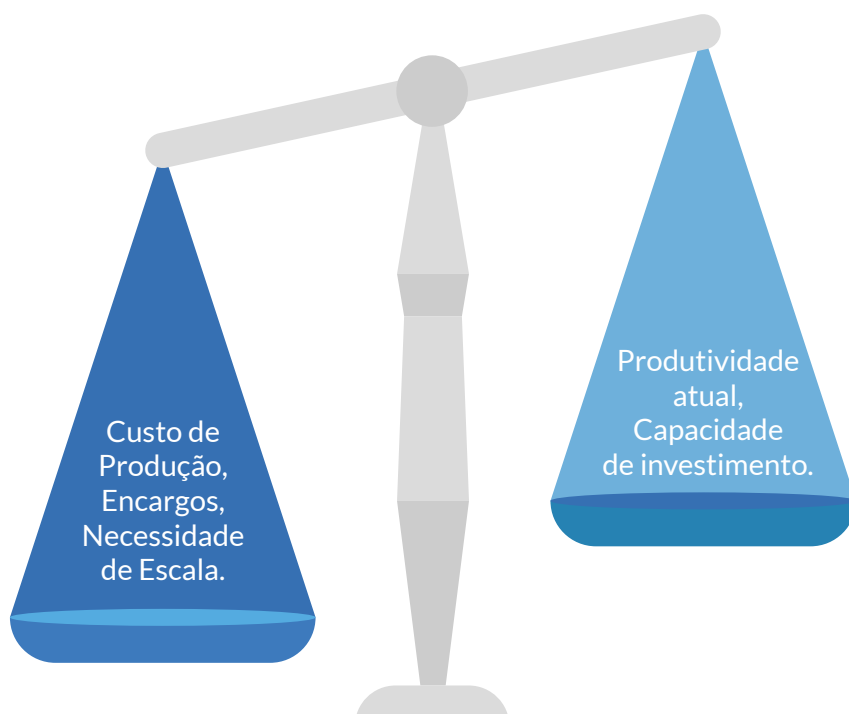 Custo de
Produção,
Encargos,
Necessidade
de Escala.
Produtividade
atual,
Capacidade
de investimento.